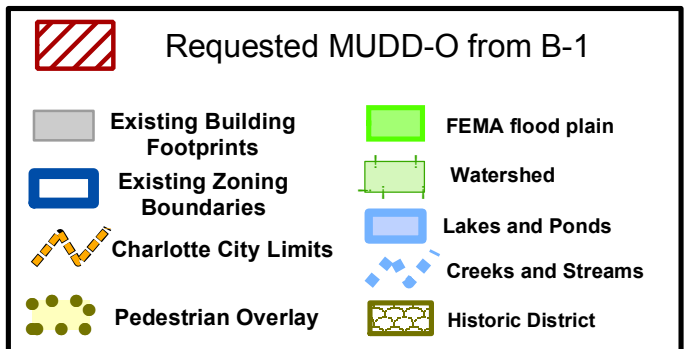 Requested MUDD-O from B-1
Existing Building
Footprints
Existing Zoning
Boundaries
Charlotte City Limits
Pedestrian Overlay
FEMA flood plain
Watershed
Lakes and Ponds
Creeks and Streams
Historic District